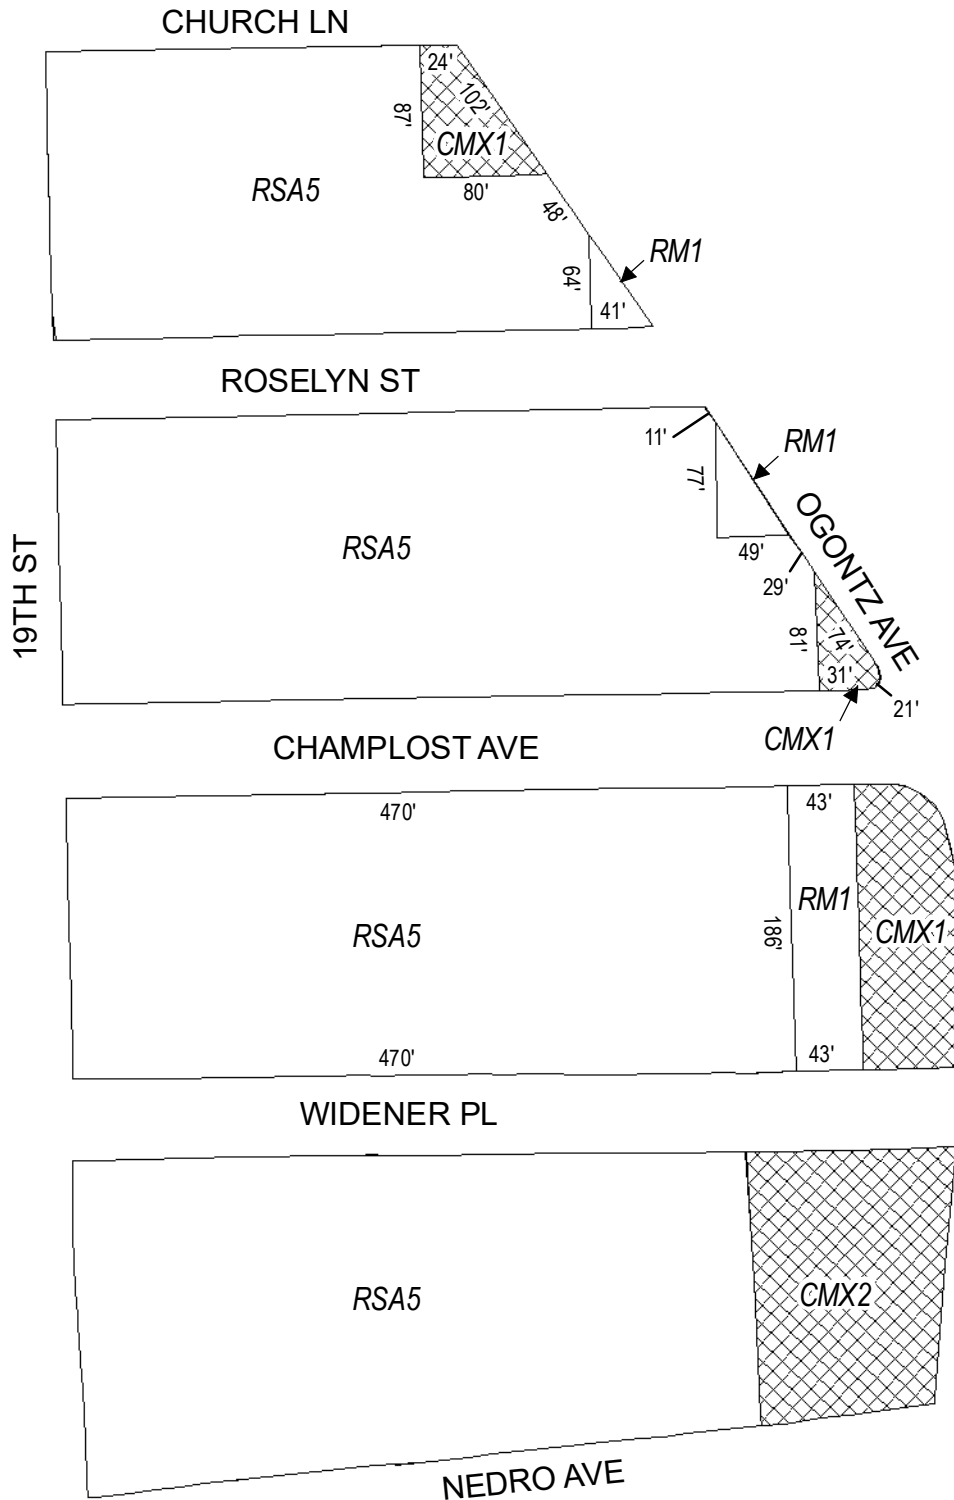 CHURCH LN
24'
102'
87'
CMX1
RSA5
80'
48'
RM1
64'
41'
ROSELYN ST
11'
RM1
77'
OGONTZ AVE
19TH ST
RSA5
49'
29'
81'
74'
31'
21'
CMX1
CHAMPLOST AVE
470'
43'
RM1
RSA5
186'
CMX1
470'
43'
WIDENER PL
RSA5
CMX2
NEDRO AVE